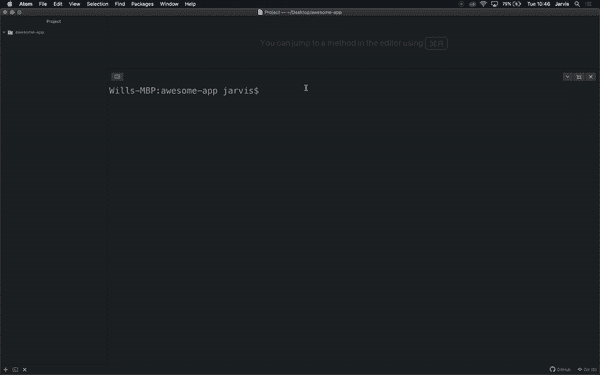 Atom File Edit View Selection Find Packages Window Help 79% Tue 10:46 Jarvis
Project — ~/Desktop/awesome-app
Project
awesome-app
You can jump to a method in the editor using ⌘R
Wills-MBP:awesome-app jarvis$
GitHub